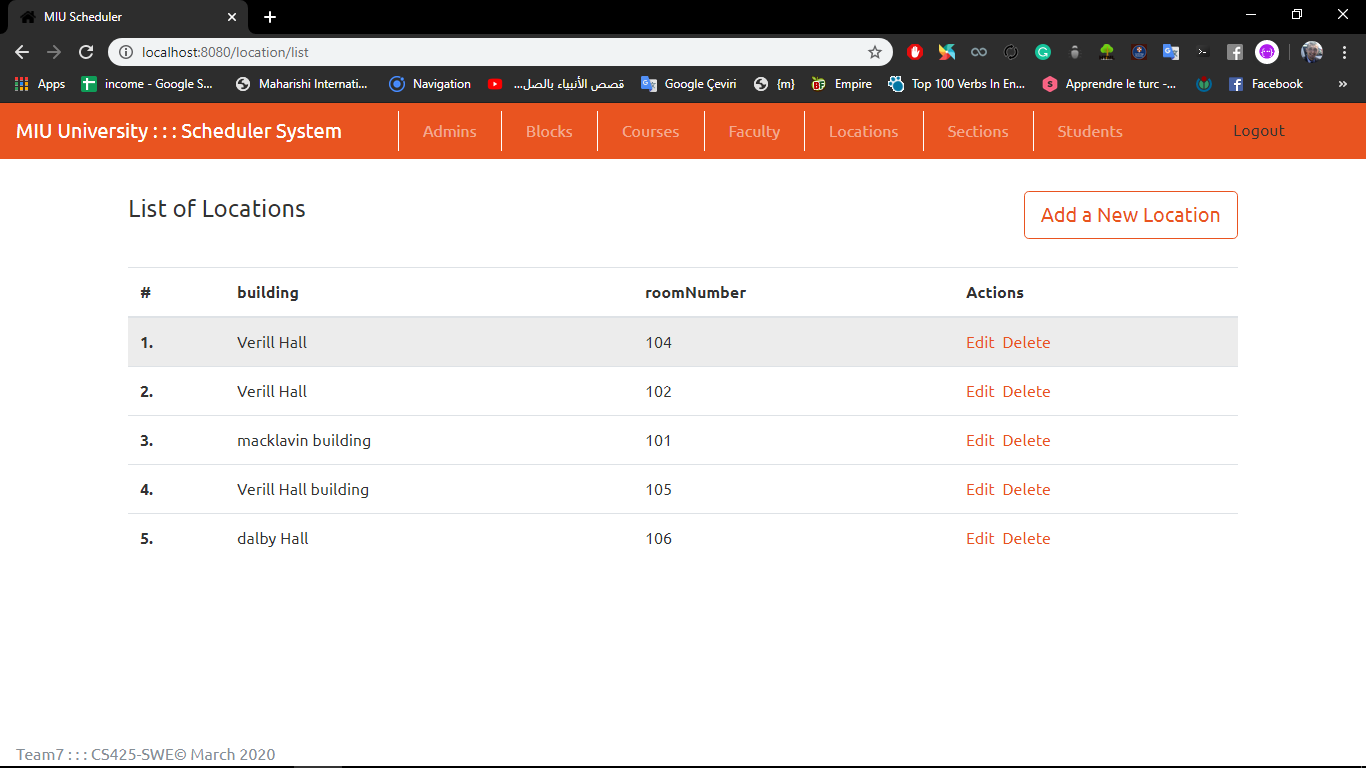 MIU Scheduler
localhost:8080/location/list
Apps income - Google S... Maharishi Internati... Navigation قصص الأنبياء بالصل... Google Çeviri {m} Empire Top 100 Verbs In En... Apprendre le turc -... Facebook »
MIU University : : : Scheduler System Admins Blocks Courses Faculty Locations Sections Students Logout
List of Locations Add a New Location
# building roomNumber Actions
1. Verill Hall 104 Edit Delete
2. Verill Hall 102 Edit Delete
3. macklavin building 101 Edit Delete
4. Verill Hall building 105 Edit Delete
5. dalby Hall 106 Edit Delete
Team7 : : : CS425-SWE© March 2020